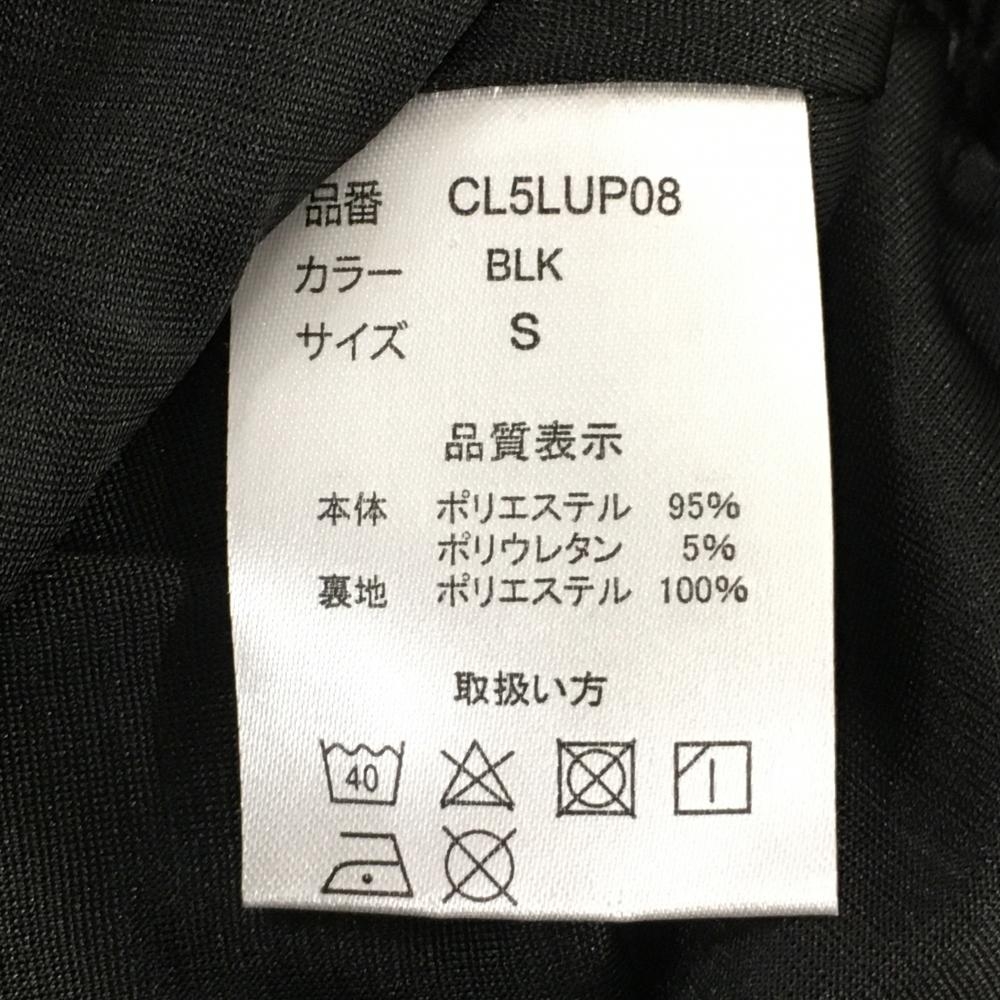 品番 CL5LUP08
カラー BLK
サイズ S
品質表示
本体 ポリエステル 95%
ポリウレタン 5%
裏地 ポリエステル 100%
取扱い方
40